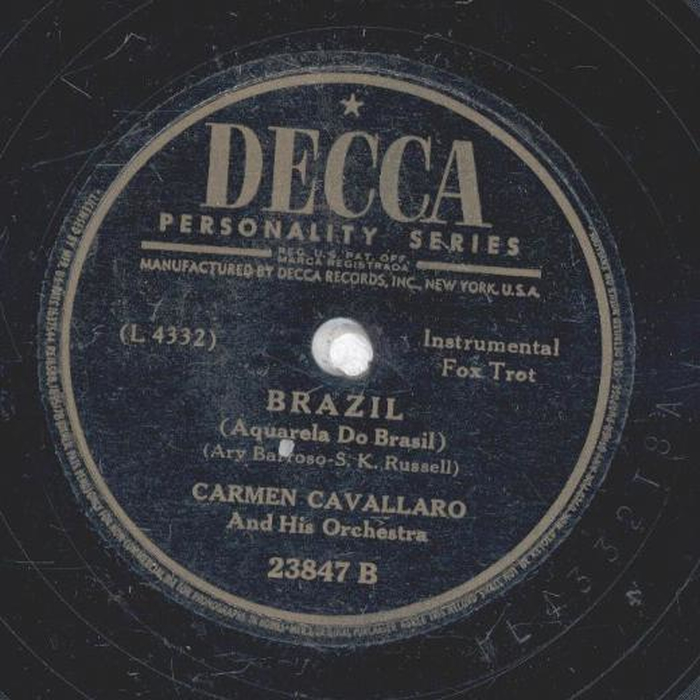 DECCA
PERSONALITY SERIES
REG. U.S. PAT. OFF.
MARCA REGISTRADA
MANUFACTURED BY DECCA RECORDS, INC., NEW YORK, U.S.A.
(L 4332)
Instrumental
Fox Trot
BRAZIL
(Aquarela Do Brasil)
(Ary Barroso-S. K. Russell)
CARMEN CAVALLARO
And His Orchestra
23847 B
L 4332T8A